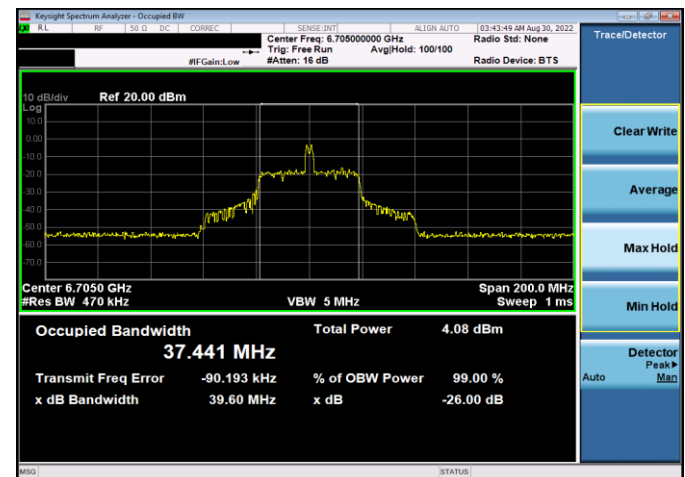 Keysight Spectrum Analyzer - Occupied BW
RL RF 50 Ω DC CORREC SENSE:INT ALIGN AUTO 03:43:49 AM Aug 30, 2022
Center Freq: 6.705000000 GHz Radio Std: None
Trig: Free Run Avg|Hold: 100/100
#IFGain:Low #Atten: 16 dB Radio Device: BTS
Trace/Detector
10 dB/div Ref 20.00 dBm
Log
10.0
0.00
-10.0
-20.0
-30.0
-40.0
-50.0
-60.0
-70.0
Center 6.7050 GHz Span 200.0 MHz
#Res BW 470 kHz VBW 5 MHz Sweep 1 ms
Occupied Bandwidth Total Power 4.08 dBm
37.441 MHz
Transmit Freq Error -90.193 kHz % of OBW Power 99.00 %
x dB Bandwidth 39.60 MHz x dB -26.00 dB
Clear Write
Average
Max Hold
Min Hold
Detector
Peak▶
Auto Man
MSG STATUS